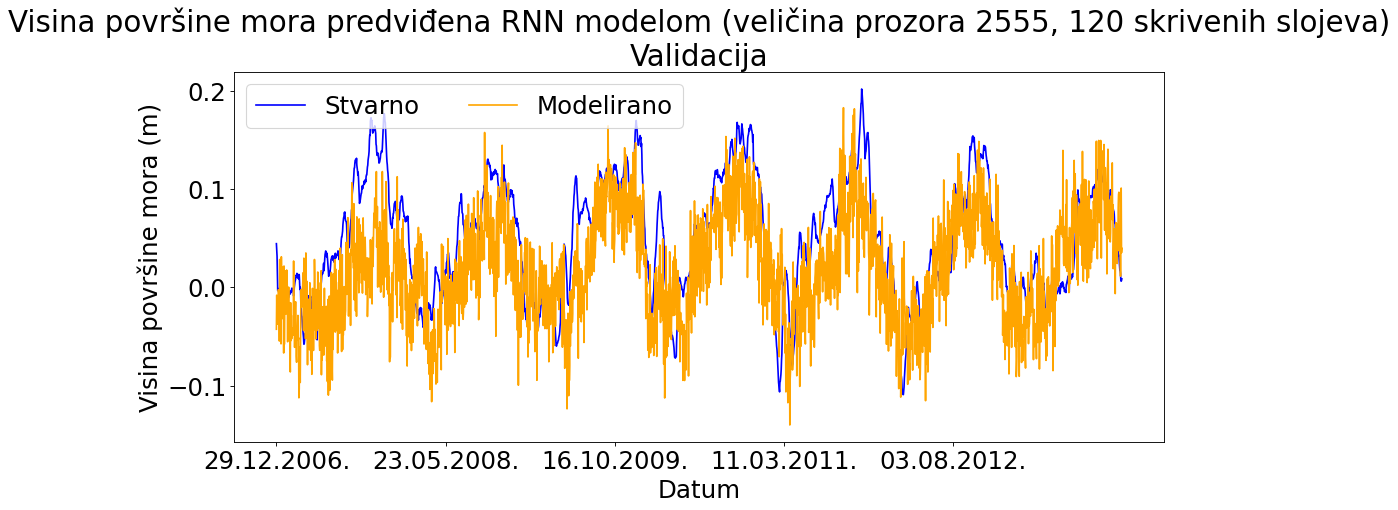 Visina površine mora predviđena RNN modelom (veličina prozora 2555, 120 skrivenih slojeva)
Validacija
Stvarno Modelirano
Visina površine mora (m)
0.2
0.1
0.0
−0.1
29.12.2006. 23.05.2008. 16.10.2009. 11.03.2011. 03.08.2012.
Datum